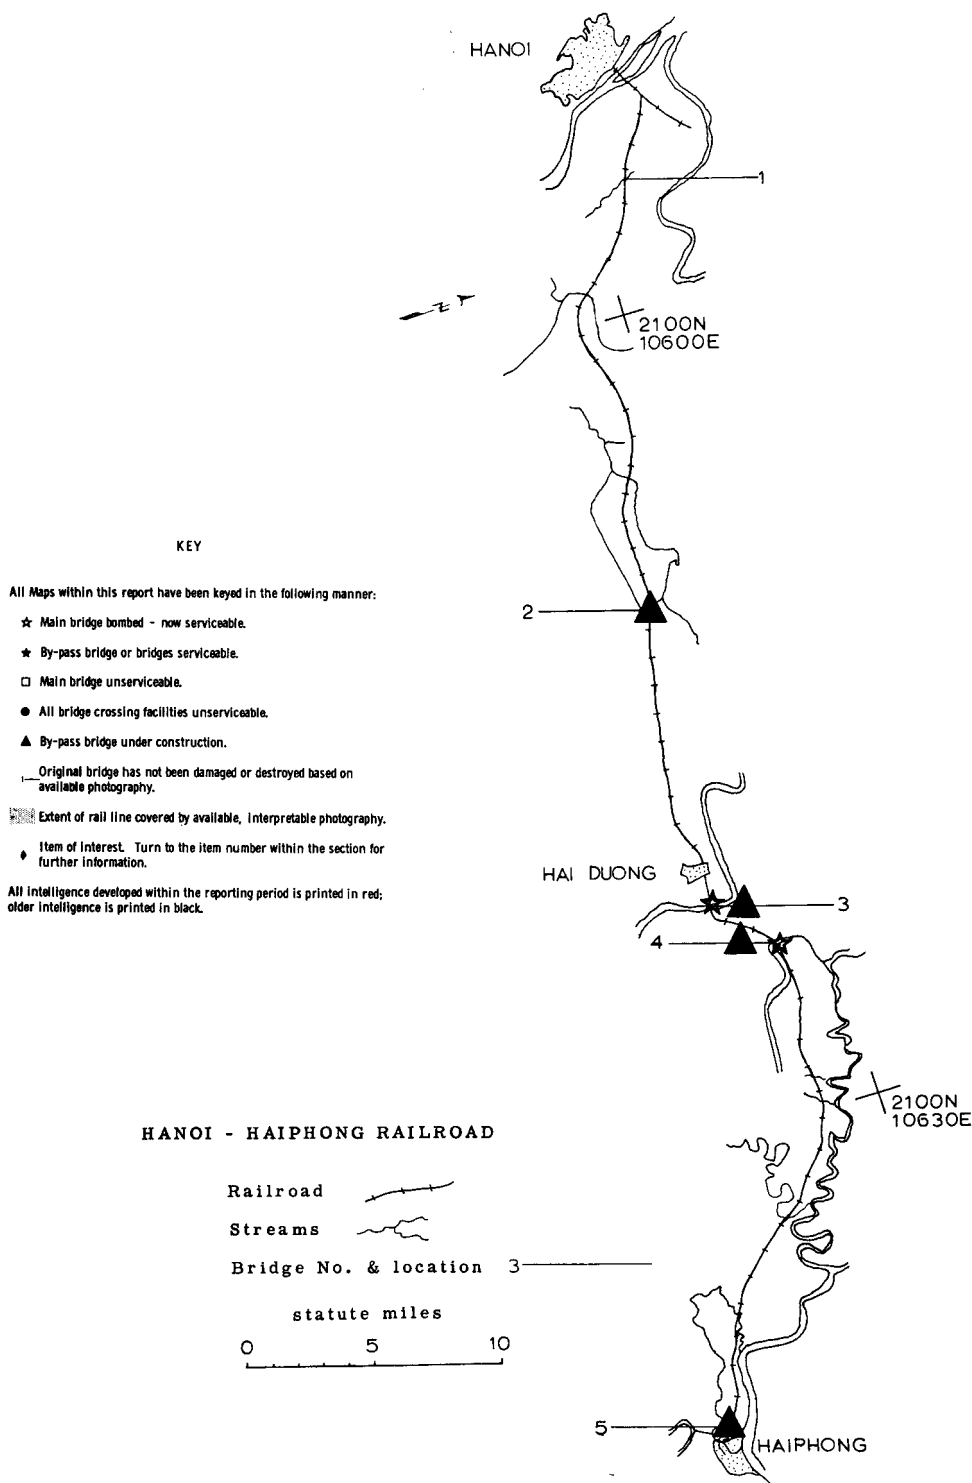 HANOI
1
N
2100N
10600E
KEY
All Maps within this report have been keyed in the following manner:
Main bridge bombed - now serviceable.
By-pass bridge or bridges serviceable.
Main bridge unserviceable.
All bridge crossing facilities unserviceable.
By-pass bridge under construction.
1 Original bridge has not been damaged or destroyed based on
available photography.
Extent of rail line covered by available, interpretable photography.
Item of Interest. Turn to the item number within the section for
further information.
All intelligence developed within the reporting period is printed in red;
older intelligence is printed in black.
2
HAI DUONG
3
4
2100N
10630E
HANOI - HAIPHONG RAILROAD
Railroad
Streams
Bridge No. & location 3
statute miles
0 5 10
5
HAIPHONG